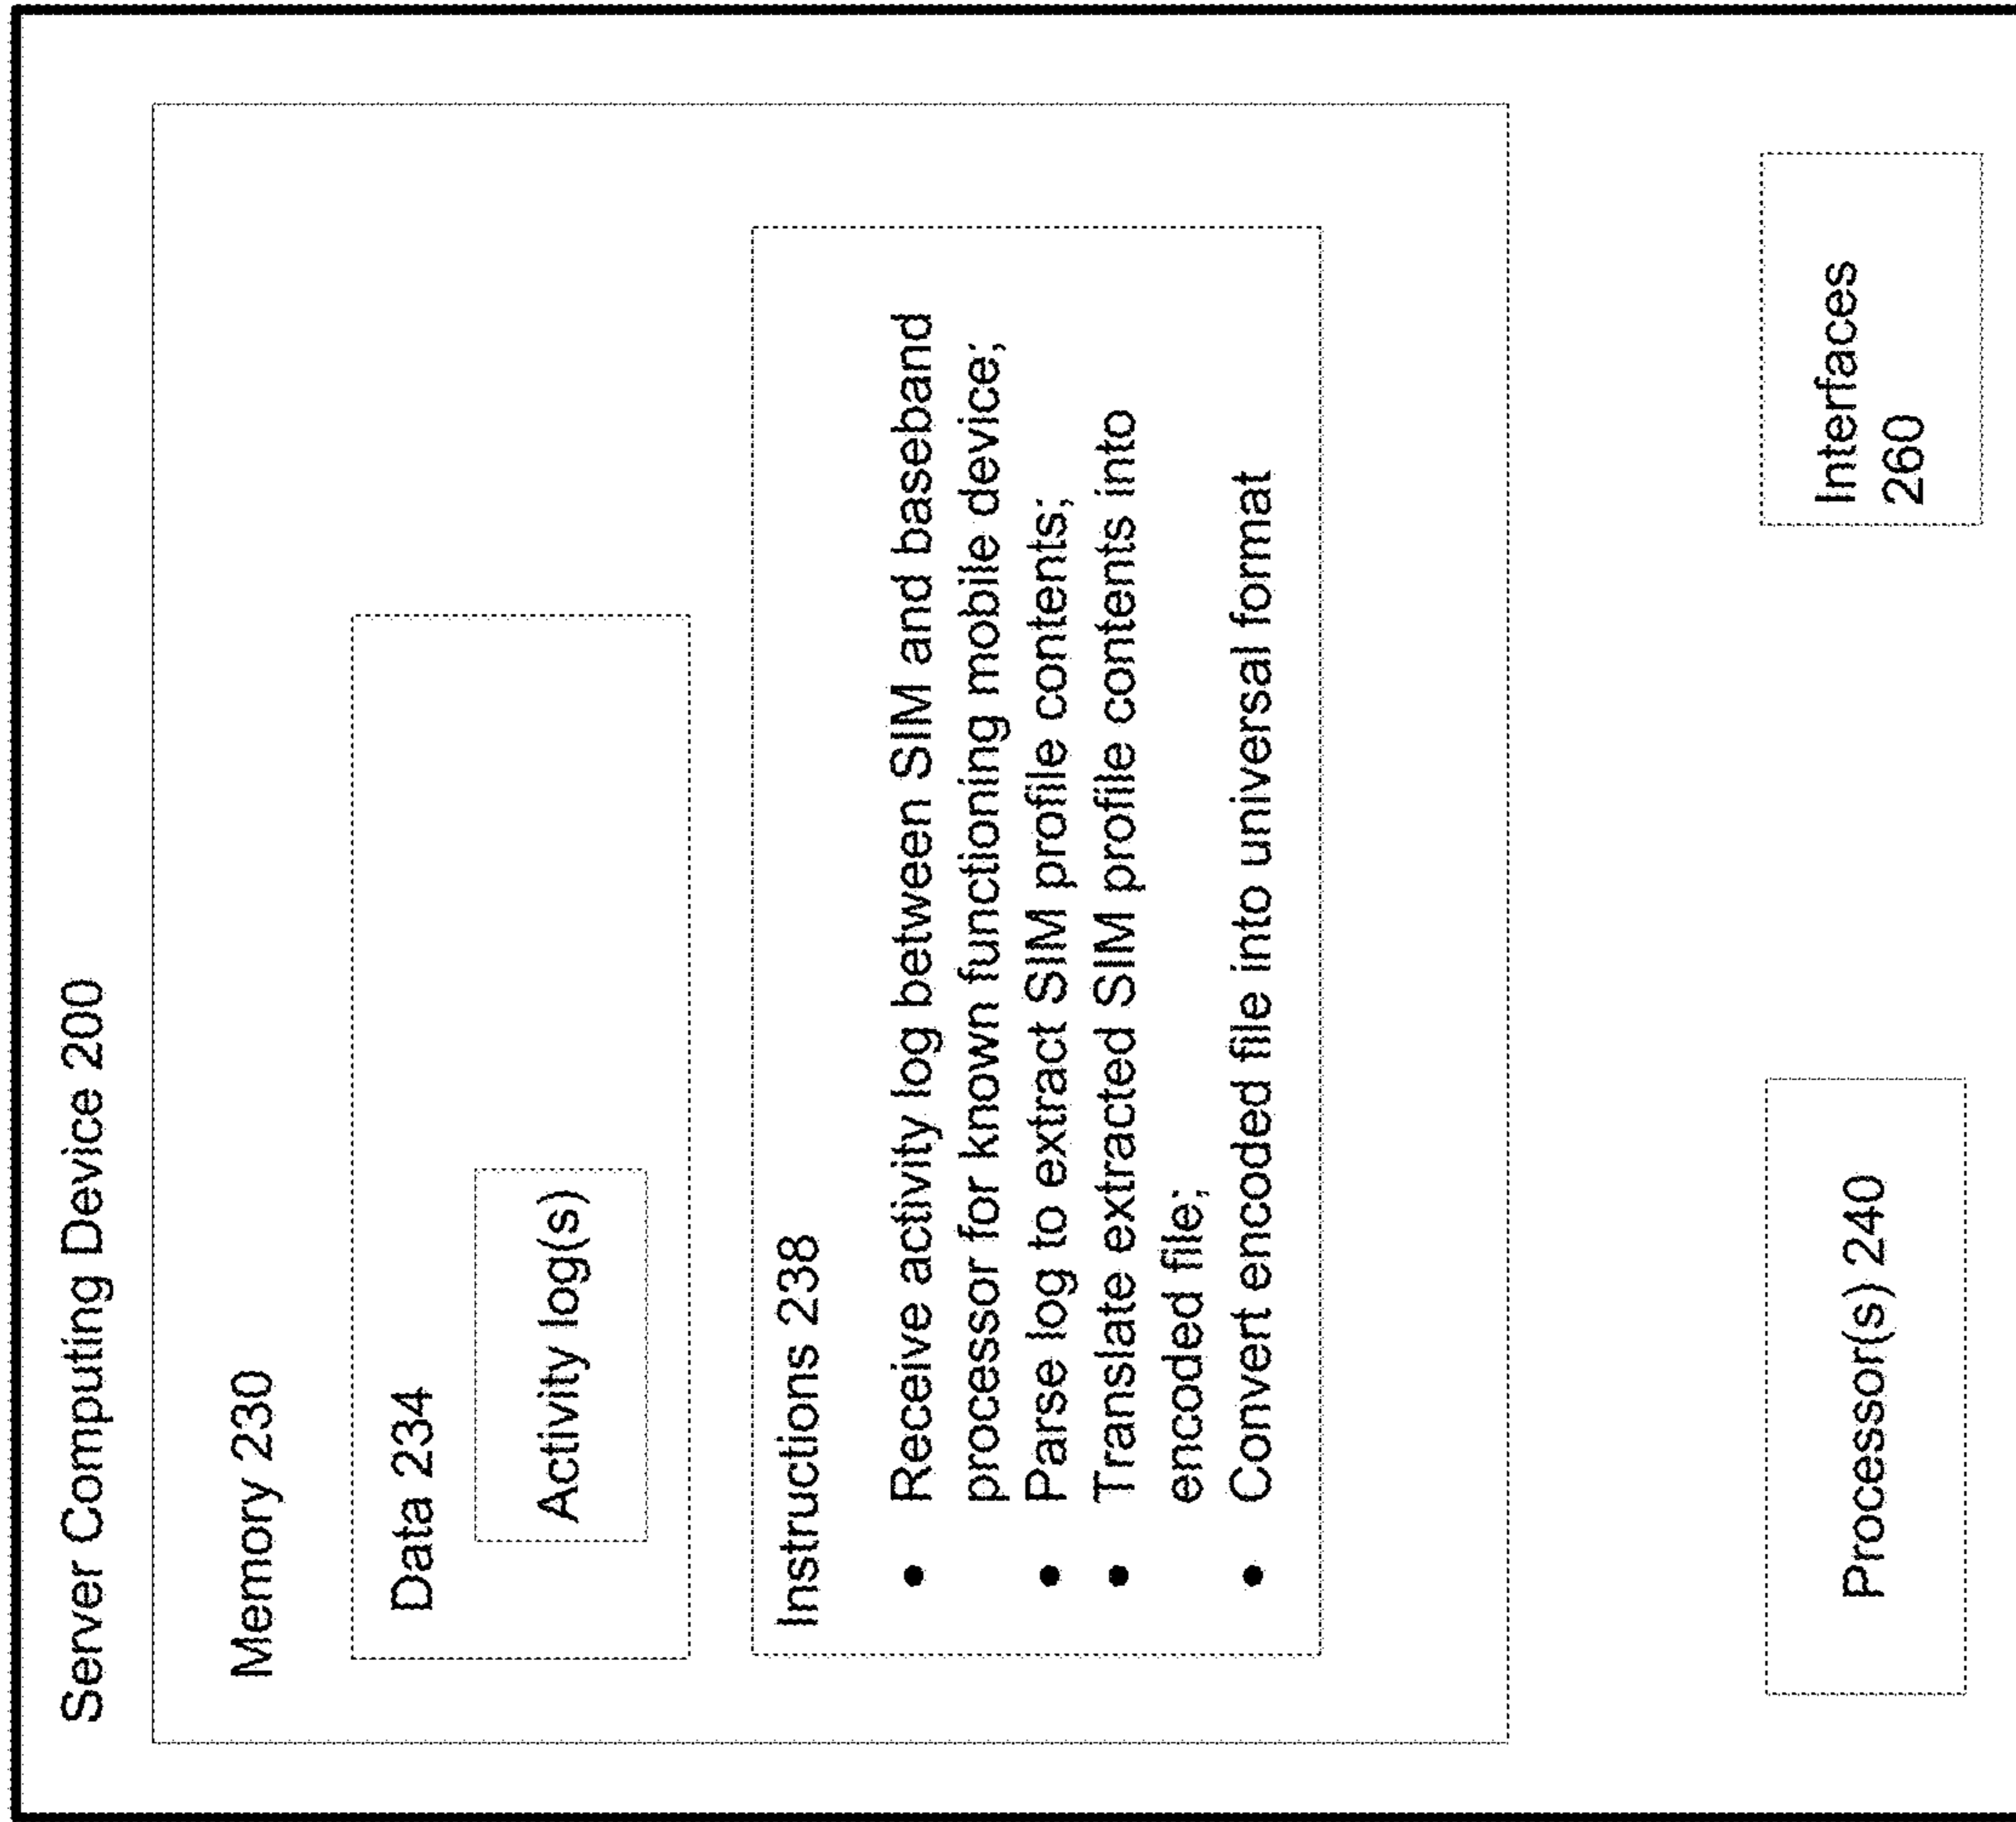 Server Computing Device 200
Memory 230
Data 234
Activity log(s)
Instructions 238
• Receive activity log between SIM and baseband
processor for known functioning mobile device;
• Parse log to extract SIM profile contents;
• Translate extracted SIM profile contents into
encoded file;
• Convert encoded file into universal format
Processor(s) 240
Interfaces
260